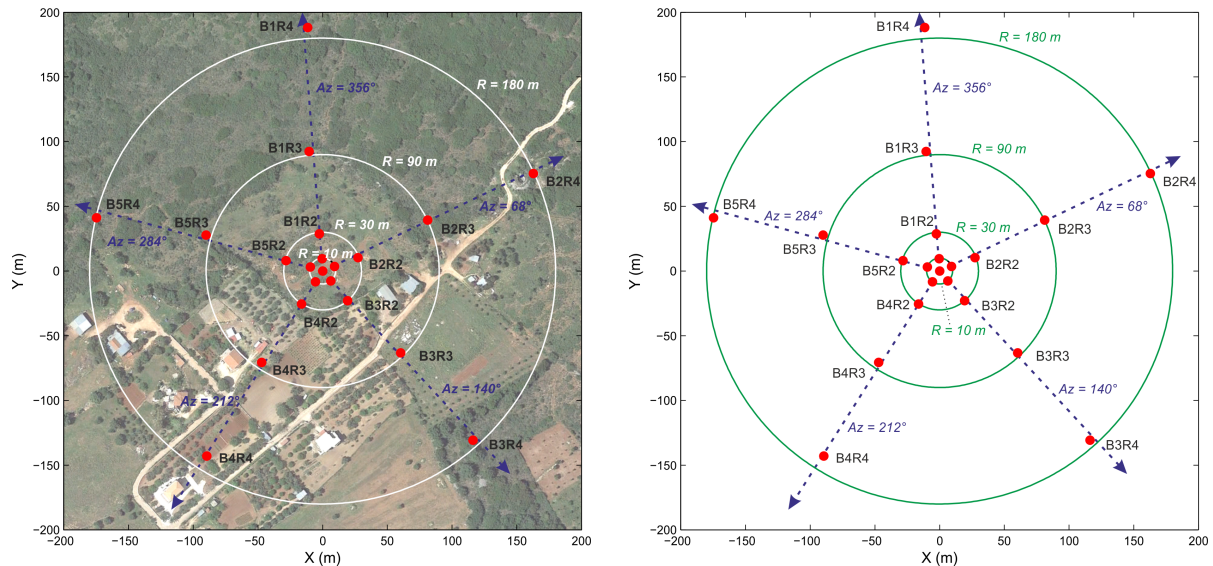 200
150
100
50
0
−50
−100
−150
−200
Y (m)
−200 −150 −100 −50 0 50 100 150 200
X (m)
B1R4
Az = 356°
R = 180 m
B1R3
R = 90 m
B2R4
Az = 68°
B5R4
B5R3
B1R2
R = 30 m
B2R3
Az = 284°
B5R2
R = 10 m
B2R2
B4R2
B3R2
B4R3
B3R3
Az = 212°
Az = 140°
B4R4
B3R4
200
150
100
50
0
−50
−100
−150
−200
Y (m)
−200 −150 −100 −50 0 50 100 150 200
X (m)
B1R4
R = 180 m
Az = 356°
B1R3
R = 90 m
B2R4
Az = 68°
B5R4
Az = 284°
B1R2
R = 30 m
B2R3
B5R3
B5R2
B2R2
B4R2
B3R2
R = 10 m
B4R3
B3R3
Az = 140°
Az = 212°
B4R4
B3R4